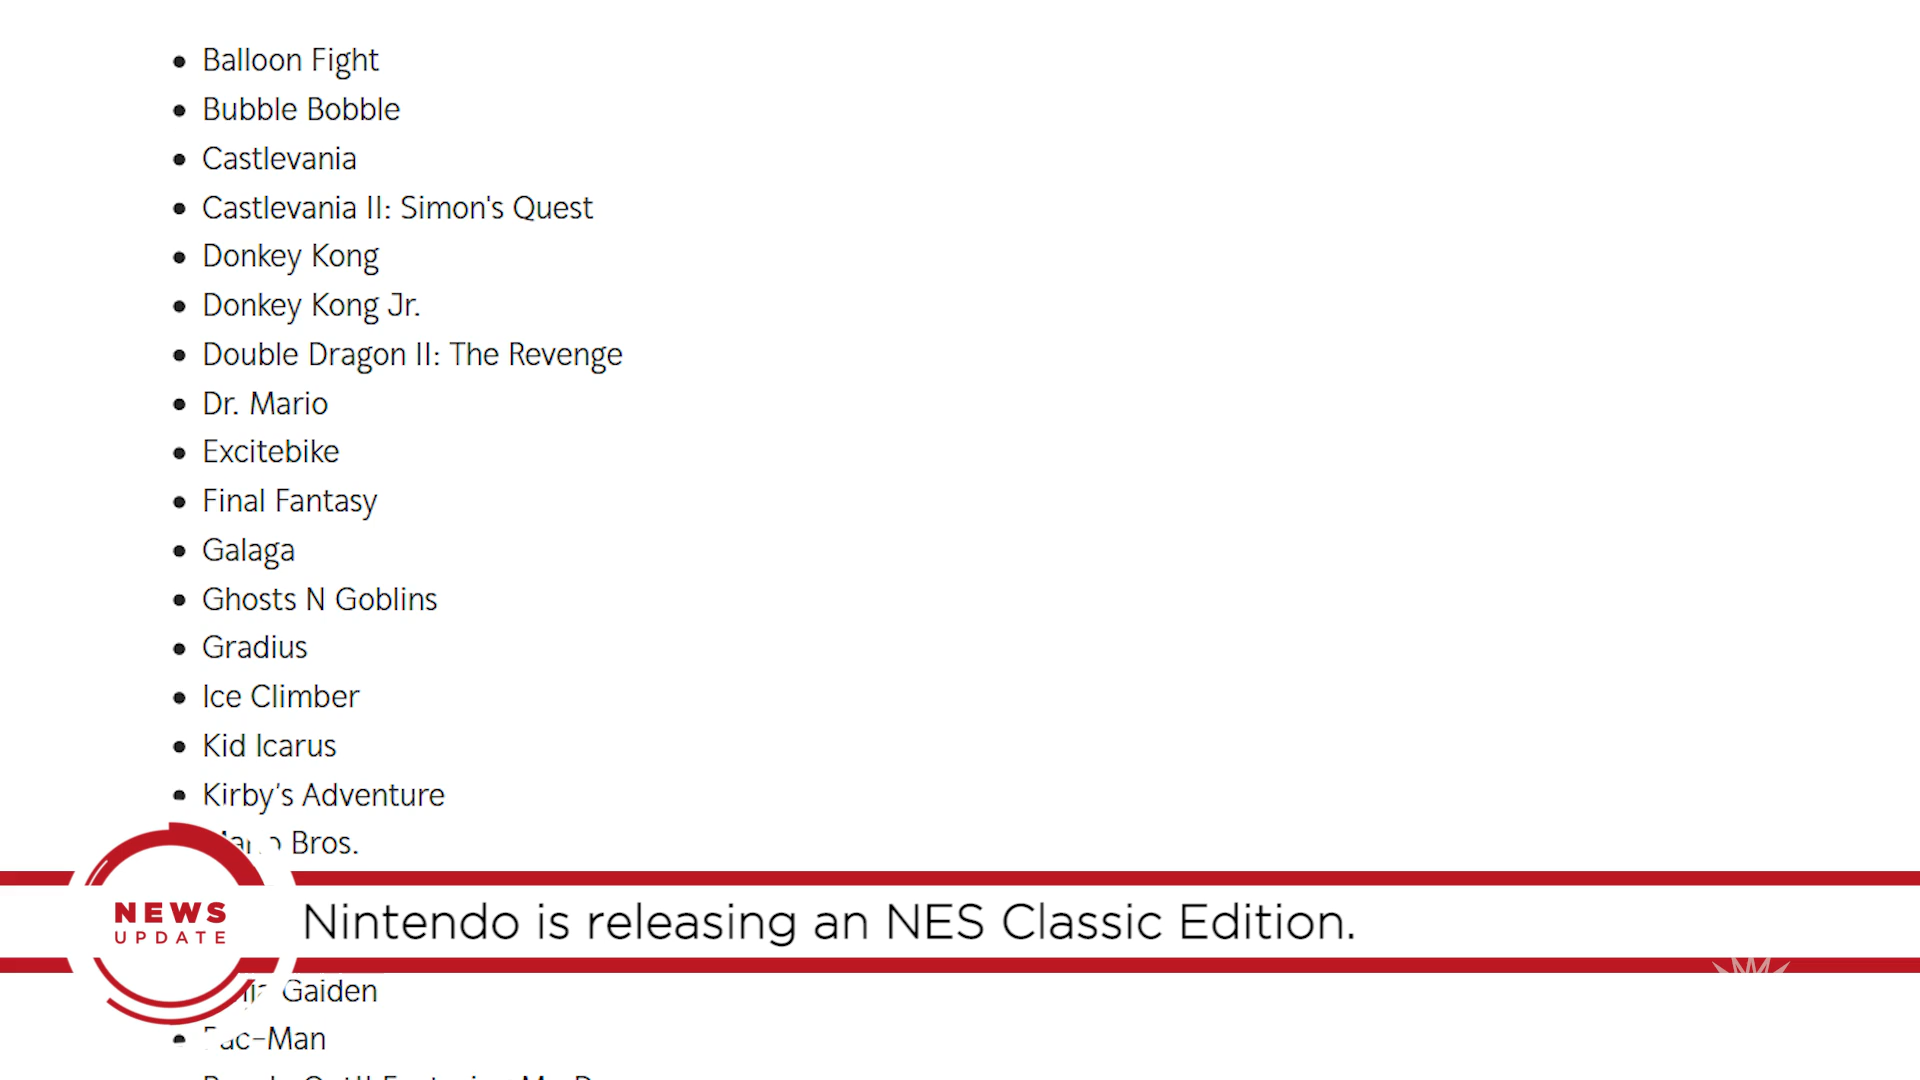 Balloon Fight
Bubble Bobble
Castlevania
Castlevania II: Simon's Quest
Donkey Kong
Donkey Kong Jr.
Double Dragon II: The Revenge
Dr. Mario
Excitebike
Final Fantasy
Galaga
Ghosts N Goblins
Gradius
Ice Climber
Kid Icarus
Kirby's Adventure
Bros.
NEWS
UPDATE
Nintendo is releasing an NES Classic Edition.
Gaiden
Pac-Man